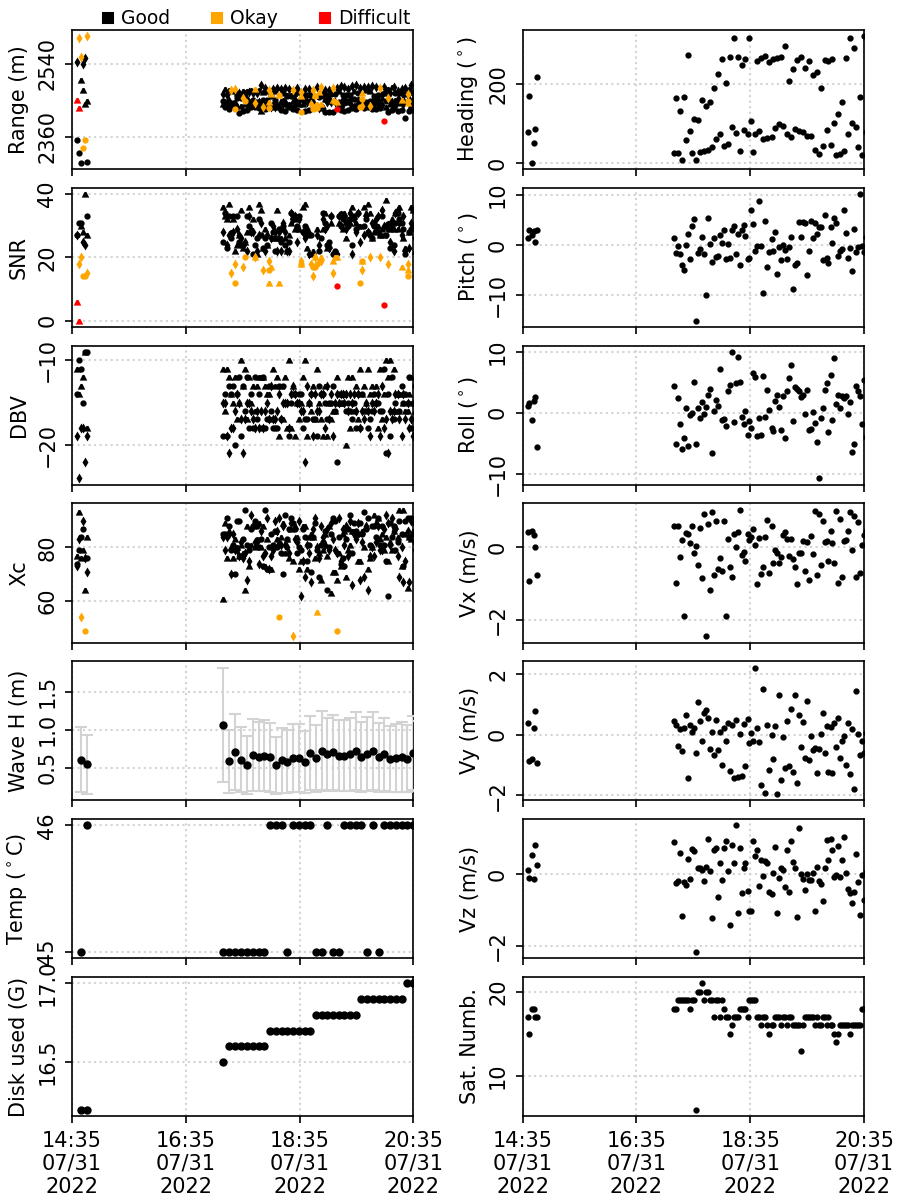 Good Okay Difficult
Range (m)
2540
2360
Heading (°)
200
0
SNR
40
20
0
Pitch (°)
10
0
−10
DBV
−10
−20
Roll (°)
10
0
−10
Xc
80
60
Vx (m/s)
0
−2
Wave H (m)
1.5
1.0
0.5
Vy (m/s)
2
0
−2
Temp (°C)
46
45
Vz (m/s)
0
−2
Disk used (G)
17.0
16.5
Sat. Numb.
20
10
14:35 16:35 18:35 20:35
07/31 07/31 07/31 07/31
2022 2022 2022 2022
14:35 16:35 18:35 20:35
07/31 07/31 07/31 07/31
2022 2022 2022 2022